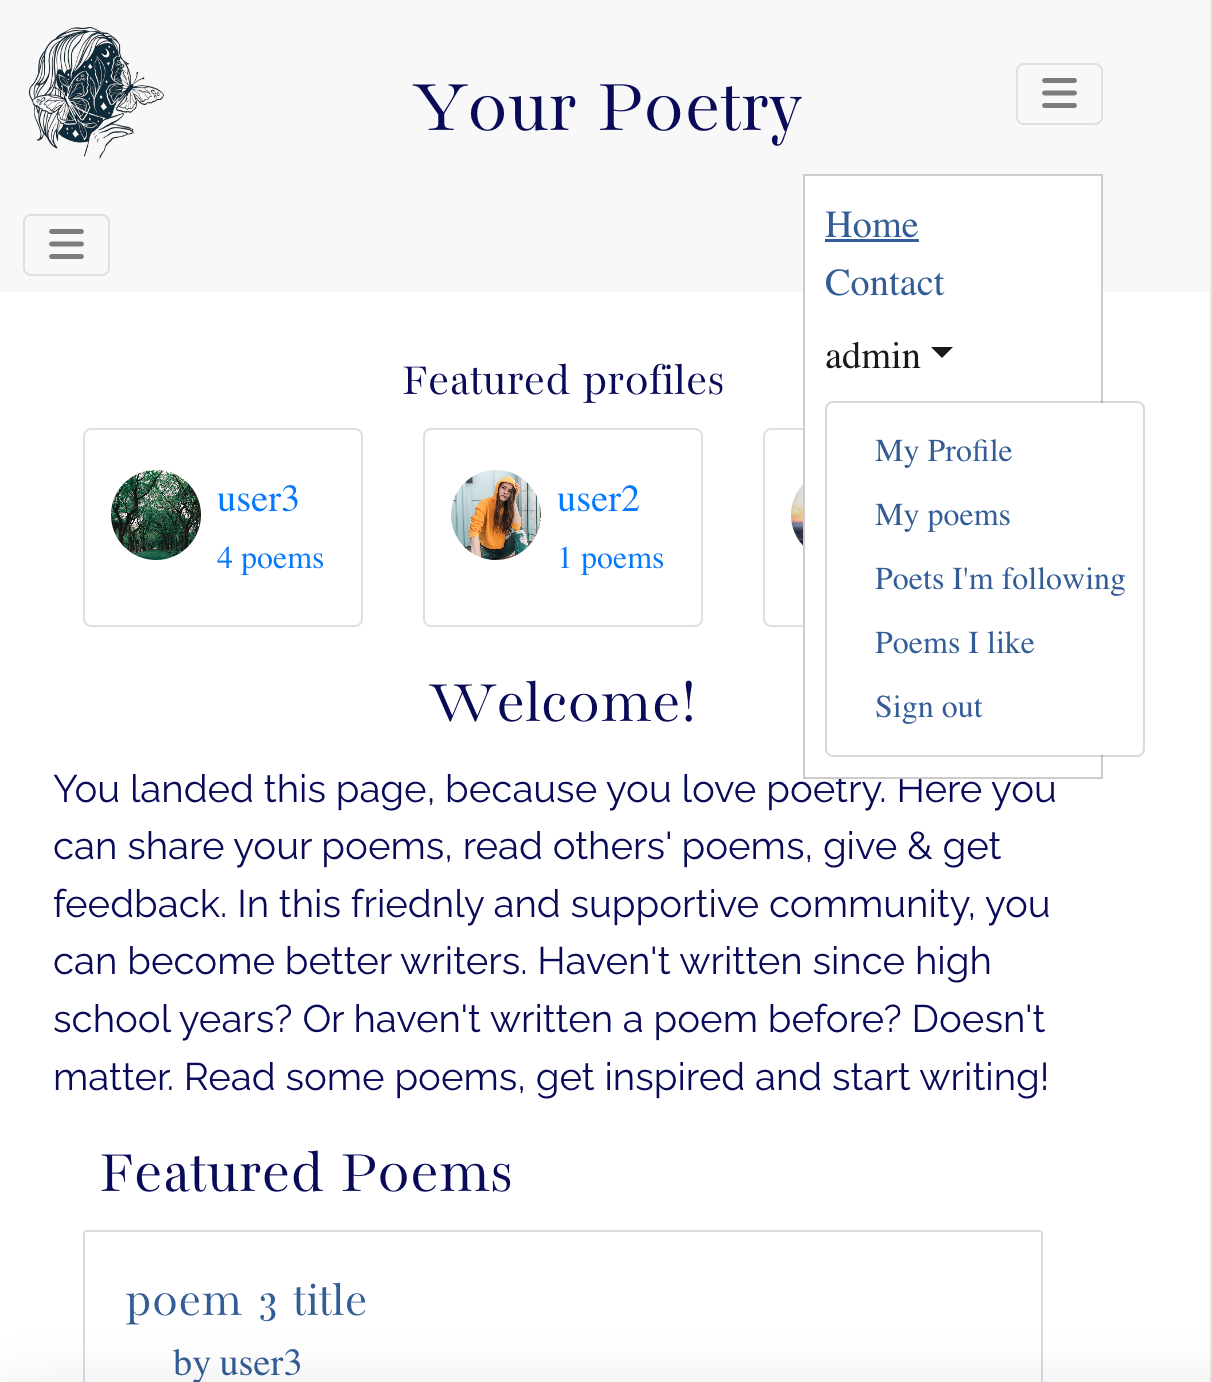 Your Poetry
Home
Contact
admin
My Profile
My poems
Poets I'm following
Poems I like
Sign out
Featured profiles
user3
4 poems
user2
1 poems
Welcome!
You landed this page, because you love poetry. Here you
can share your poems, read others' poems, give & get
feedback. In this friednly and supportive community, you
can become better writers. Haven't written since high
school years? Or haven't written a poem before? Doesn't
matter. Read some poems, get inspired and start writing!
Featured Poems
poem 3 title
by user3